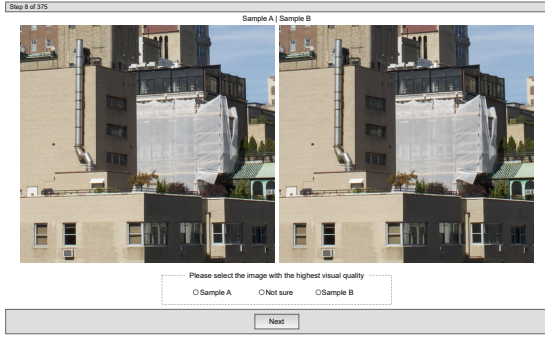 Step 8 of 375
Sample A | Sample B
Please select the image with the highest visual quality
Sample A Not sure Sample B
Next